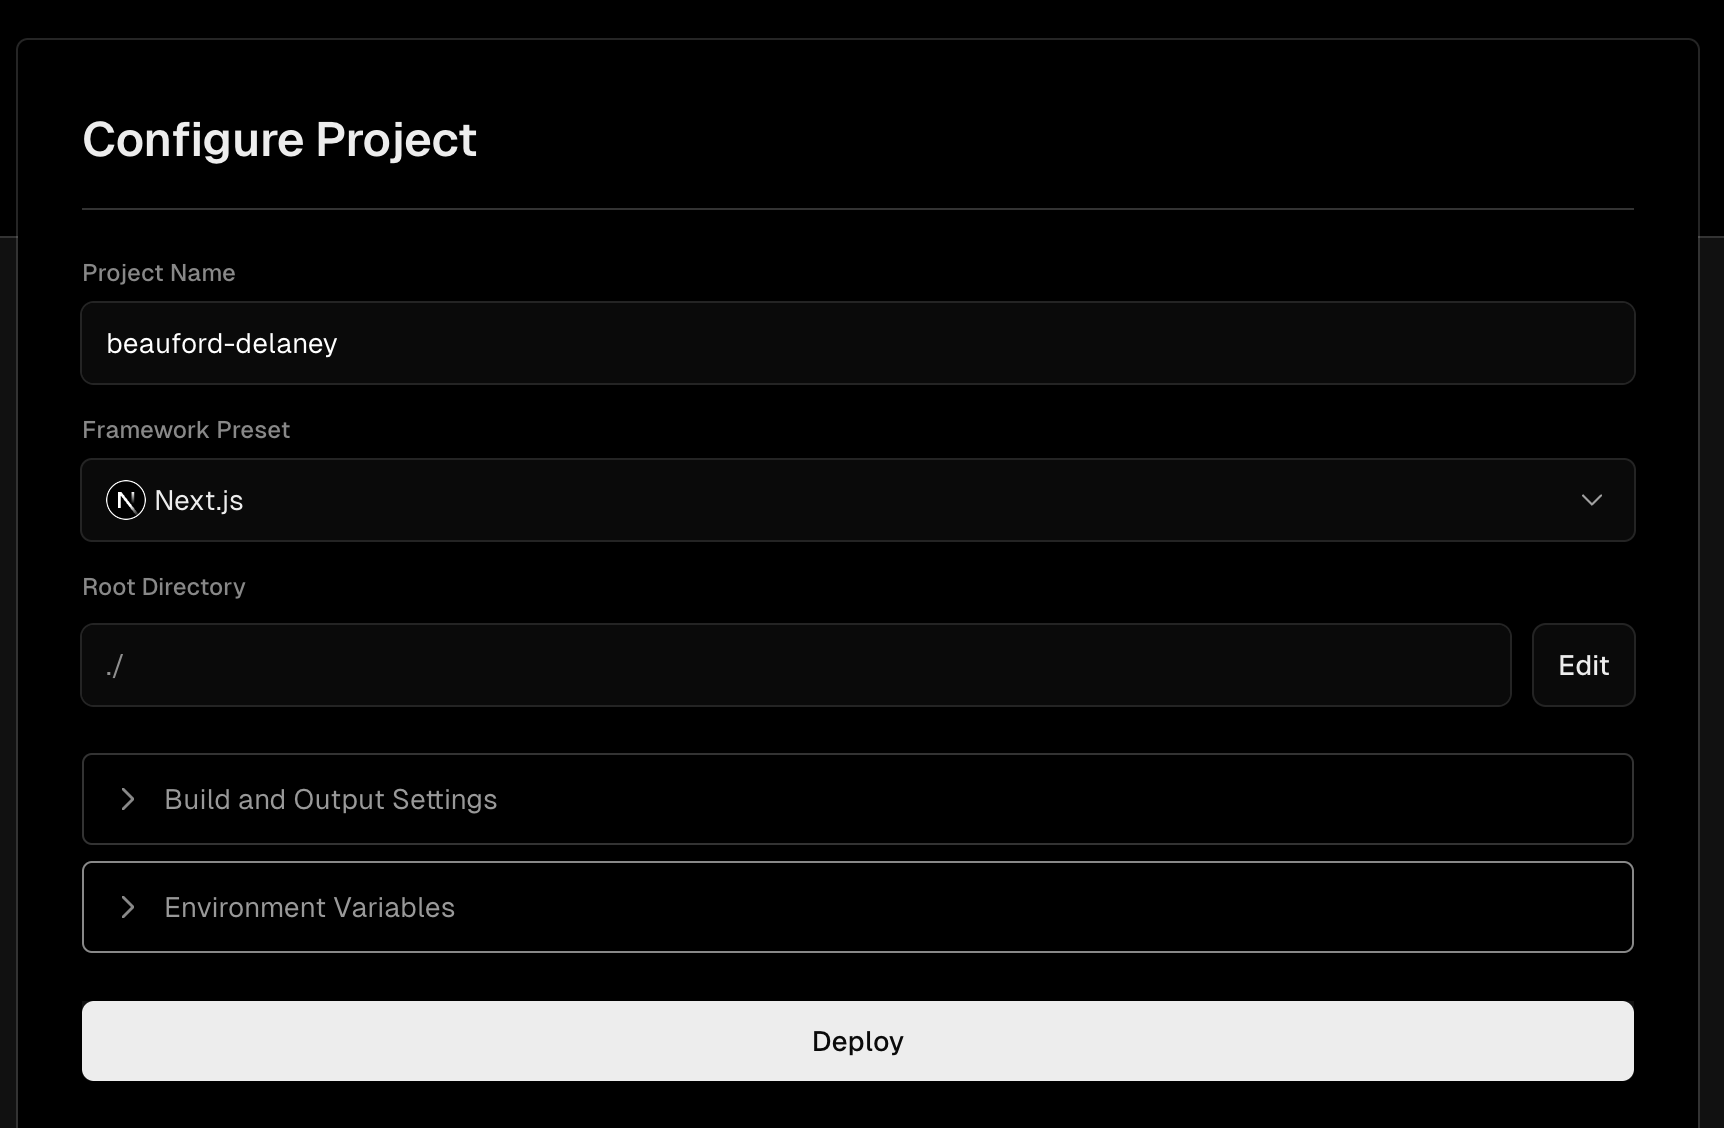 Configure Project
Project Name
beauford-delaney
Framework Preset
N Next.js
Root Directory
./
Edit
Build and Output Settings
Environment Variables
Deploy